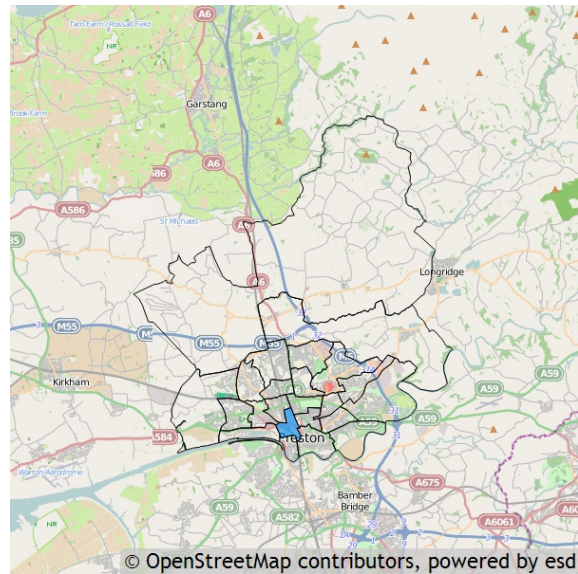 Tarn Farm / Rossall Field
A6
NR
Garstang
Brook Farm
A6
A586
St Michaels
A6
Longridge
M55
M55
M55
Kirkham
A59
A6
31
A59
A59
31
A584
Preston
Warton Aerodrome
A675
Bamber
Bridge
A59
A582
NR
A6061
© OpenStreetMap contributors, powered by esd